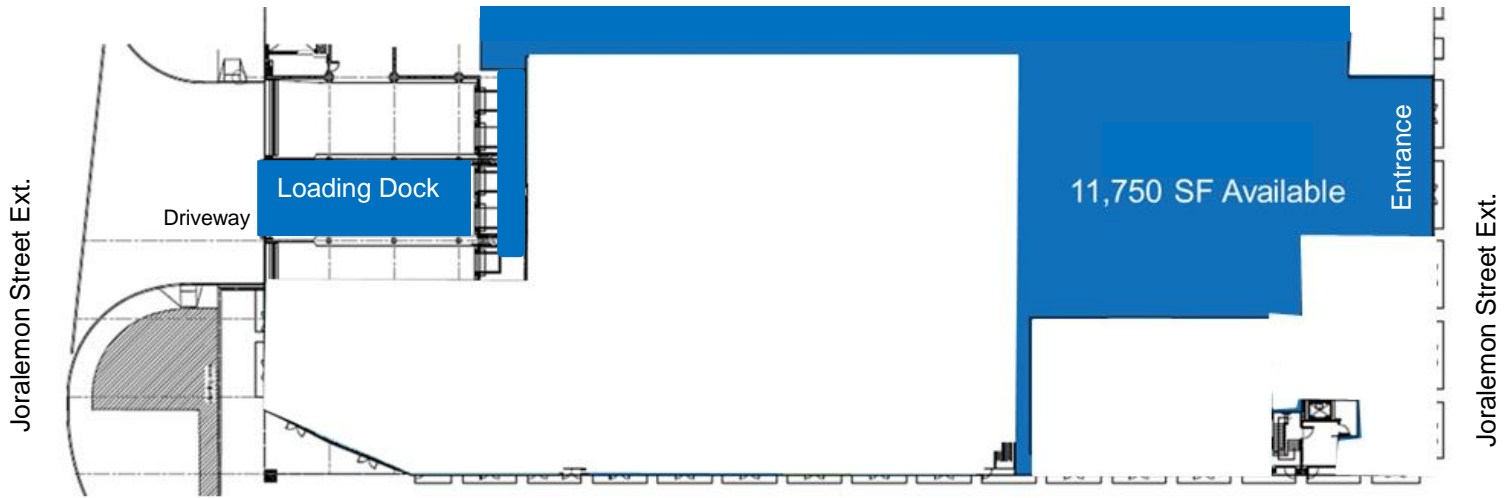 Joralemon Street Ext.
Driveway
Loading Dock
11,750 SF Available
Entrance
Joralemon Street Ext.